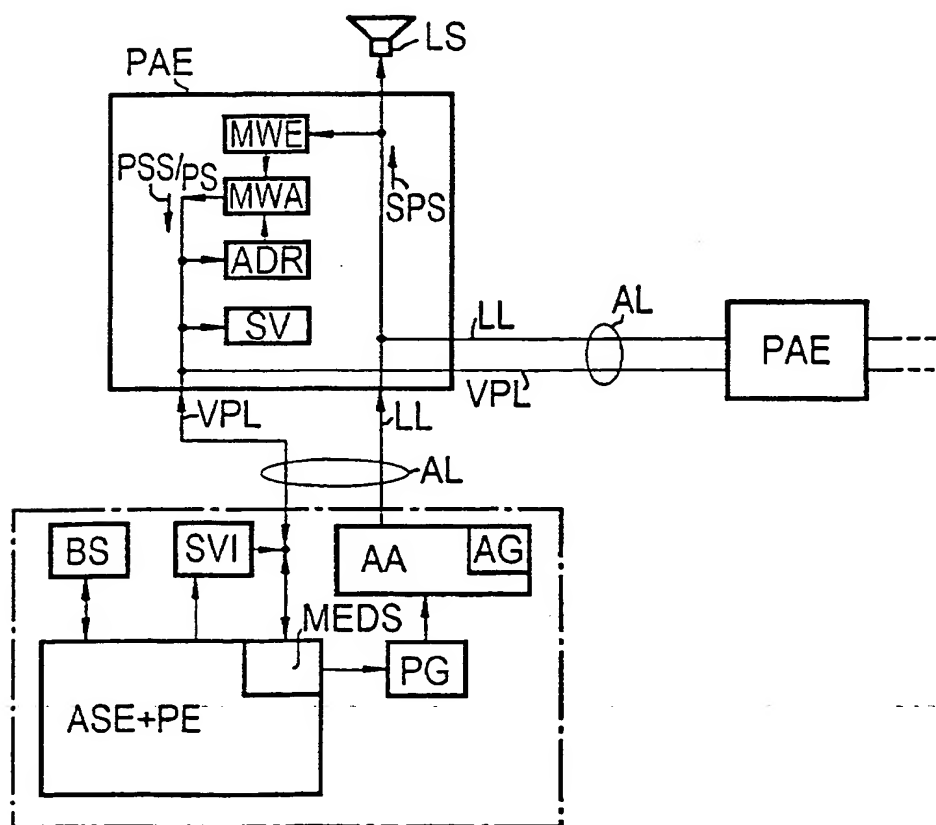 LS
PAE
MWE
PSS/PS
MWA
SPS
ADR
SV
LL
AL
PAE
VPL
VPL
LL
AL
BS
SVI
AA
AG
MEDS
PG
ASE+PE